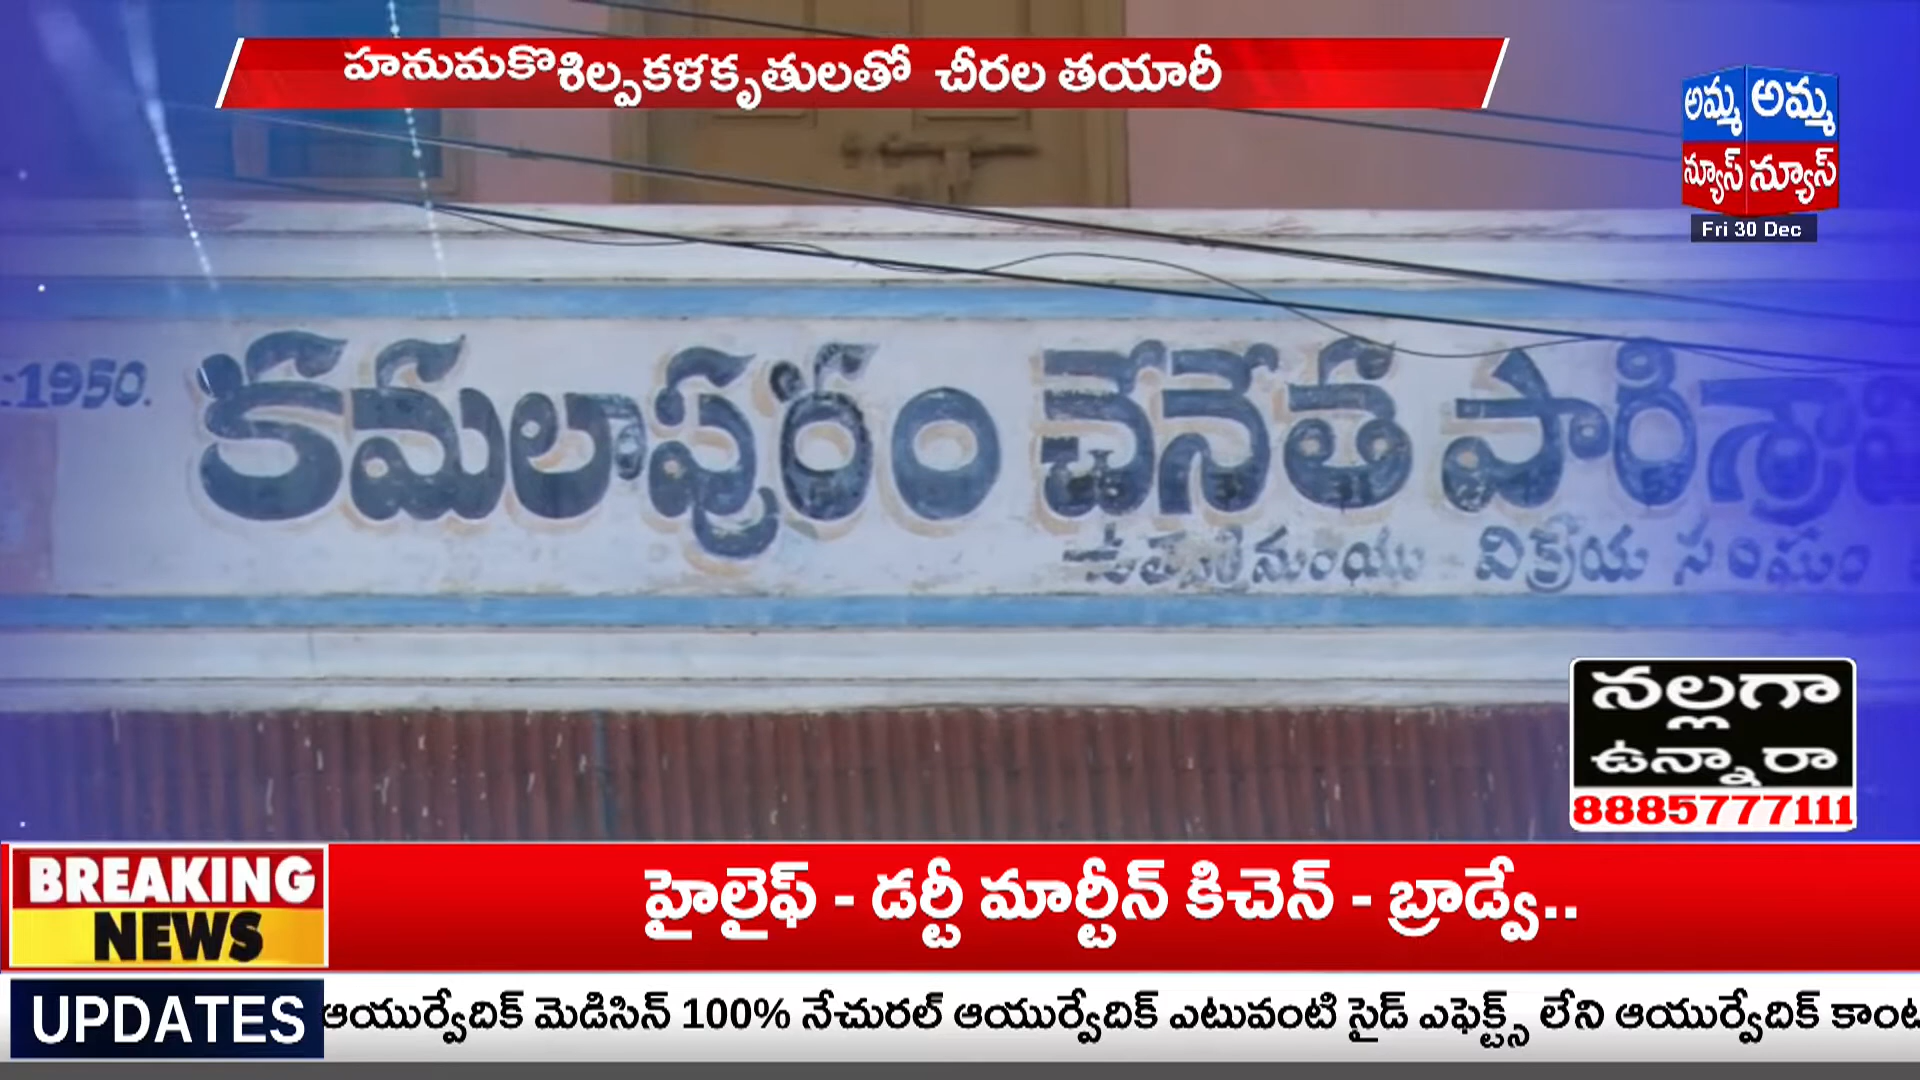 హనుమకొ శిల్పకళకృతులతో చీరల తయారీ
అమ్మ అమ్మ
న్యూస్ న్యూస్
Fri 30 Dec
:1950.
కమలాపురం చేనేత పారిశ్రామి
ఉత్పత్తి మరియు విక్రయ సంఘం
నల్లగా
ఉన్నారా
8885777111
BREAKING
NEWS
హైలైఫ్ - డర్టీ మార్టీన్ కిచెన్ - బ్రాడ్వే..
UPDATES
ఆయుర్వేదిక్ మెడిసిన్ 100% నేచురల్ ఆయుర్వేదిక్ ఎటువంటి సైడ్ ఎఫెక్ట్స్ లేని ఆయుర్వేదిక్ కాంట